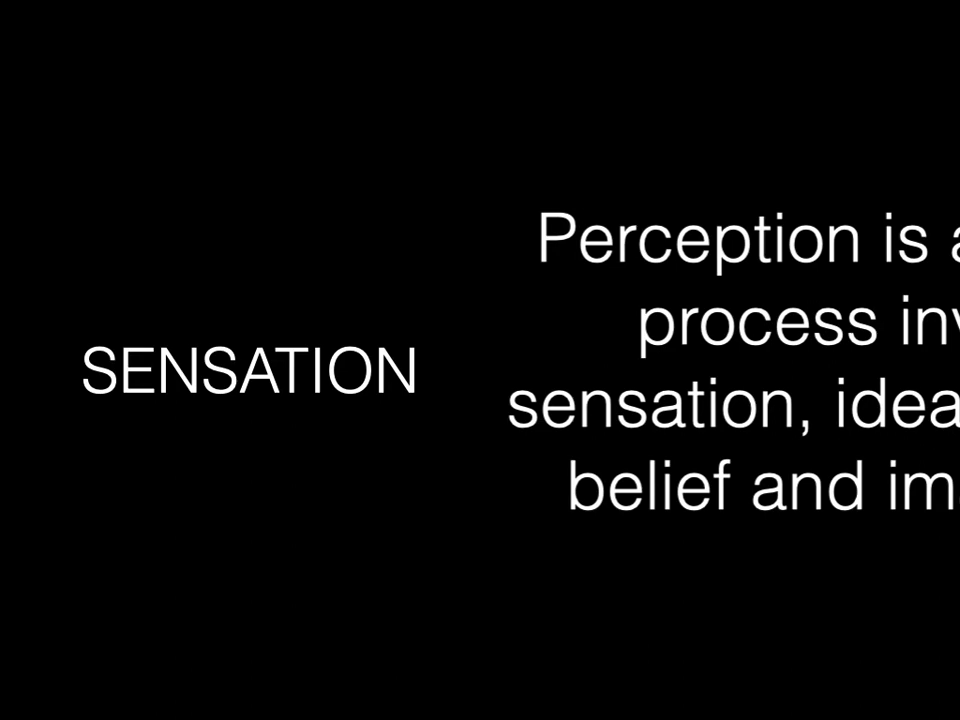 SENSATION
Perception is
process
sensation,
belief and